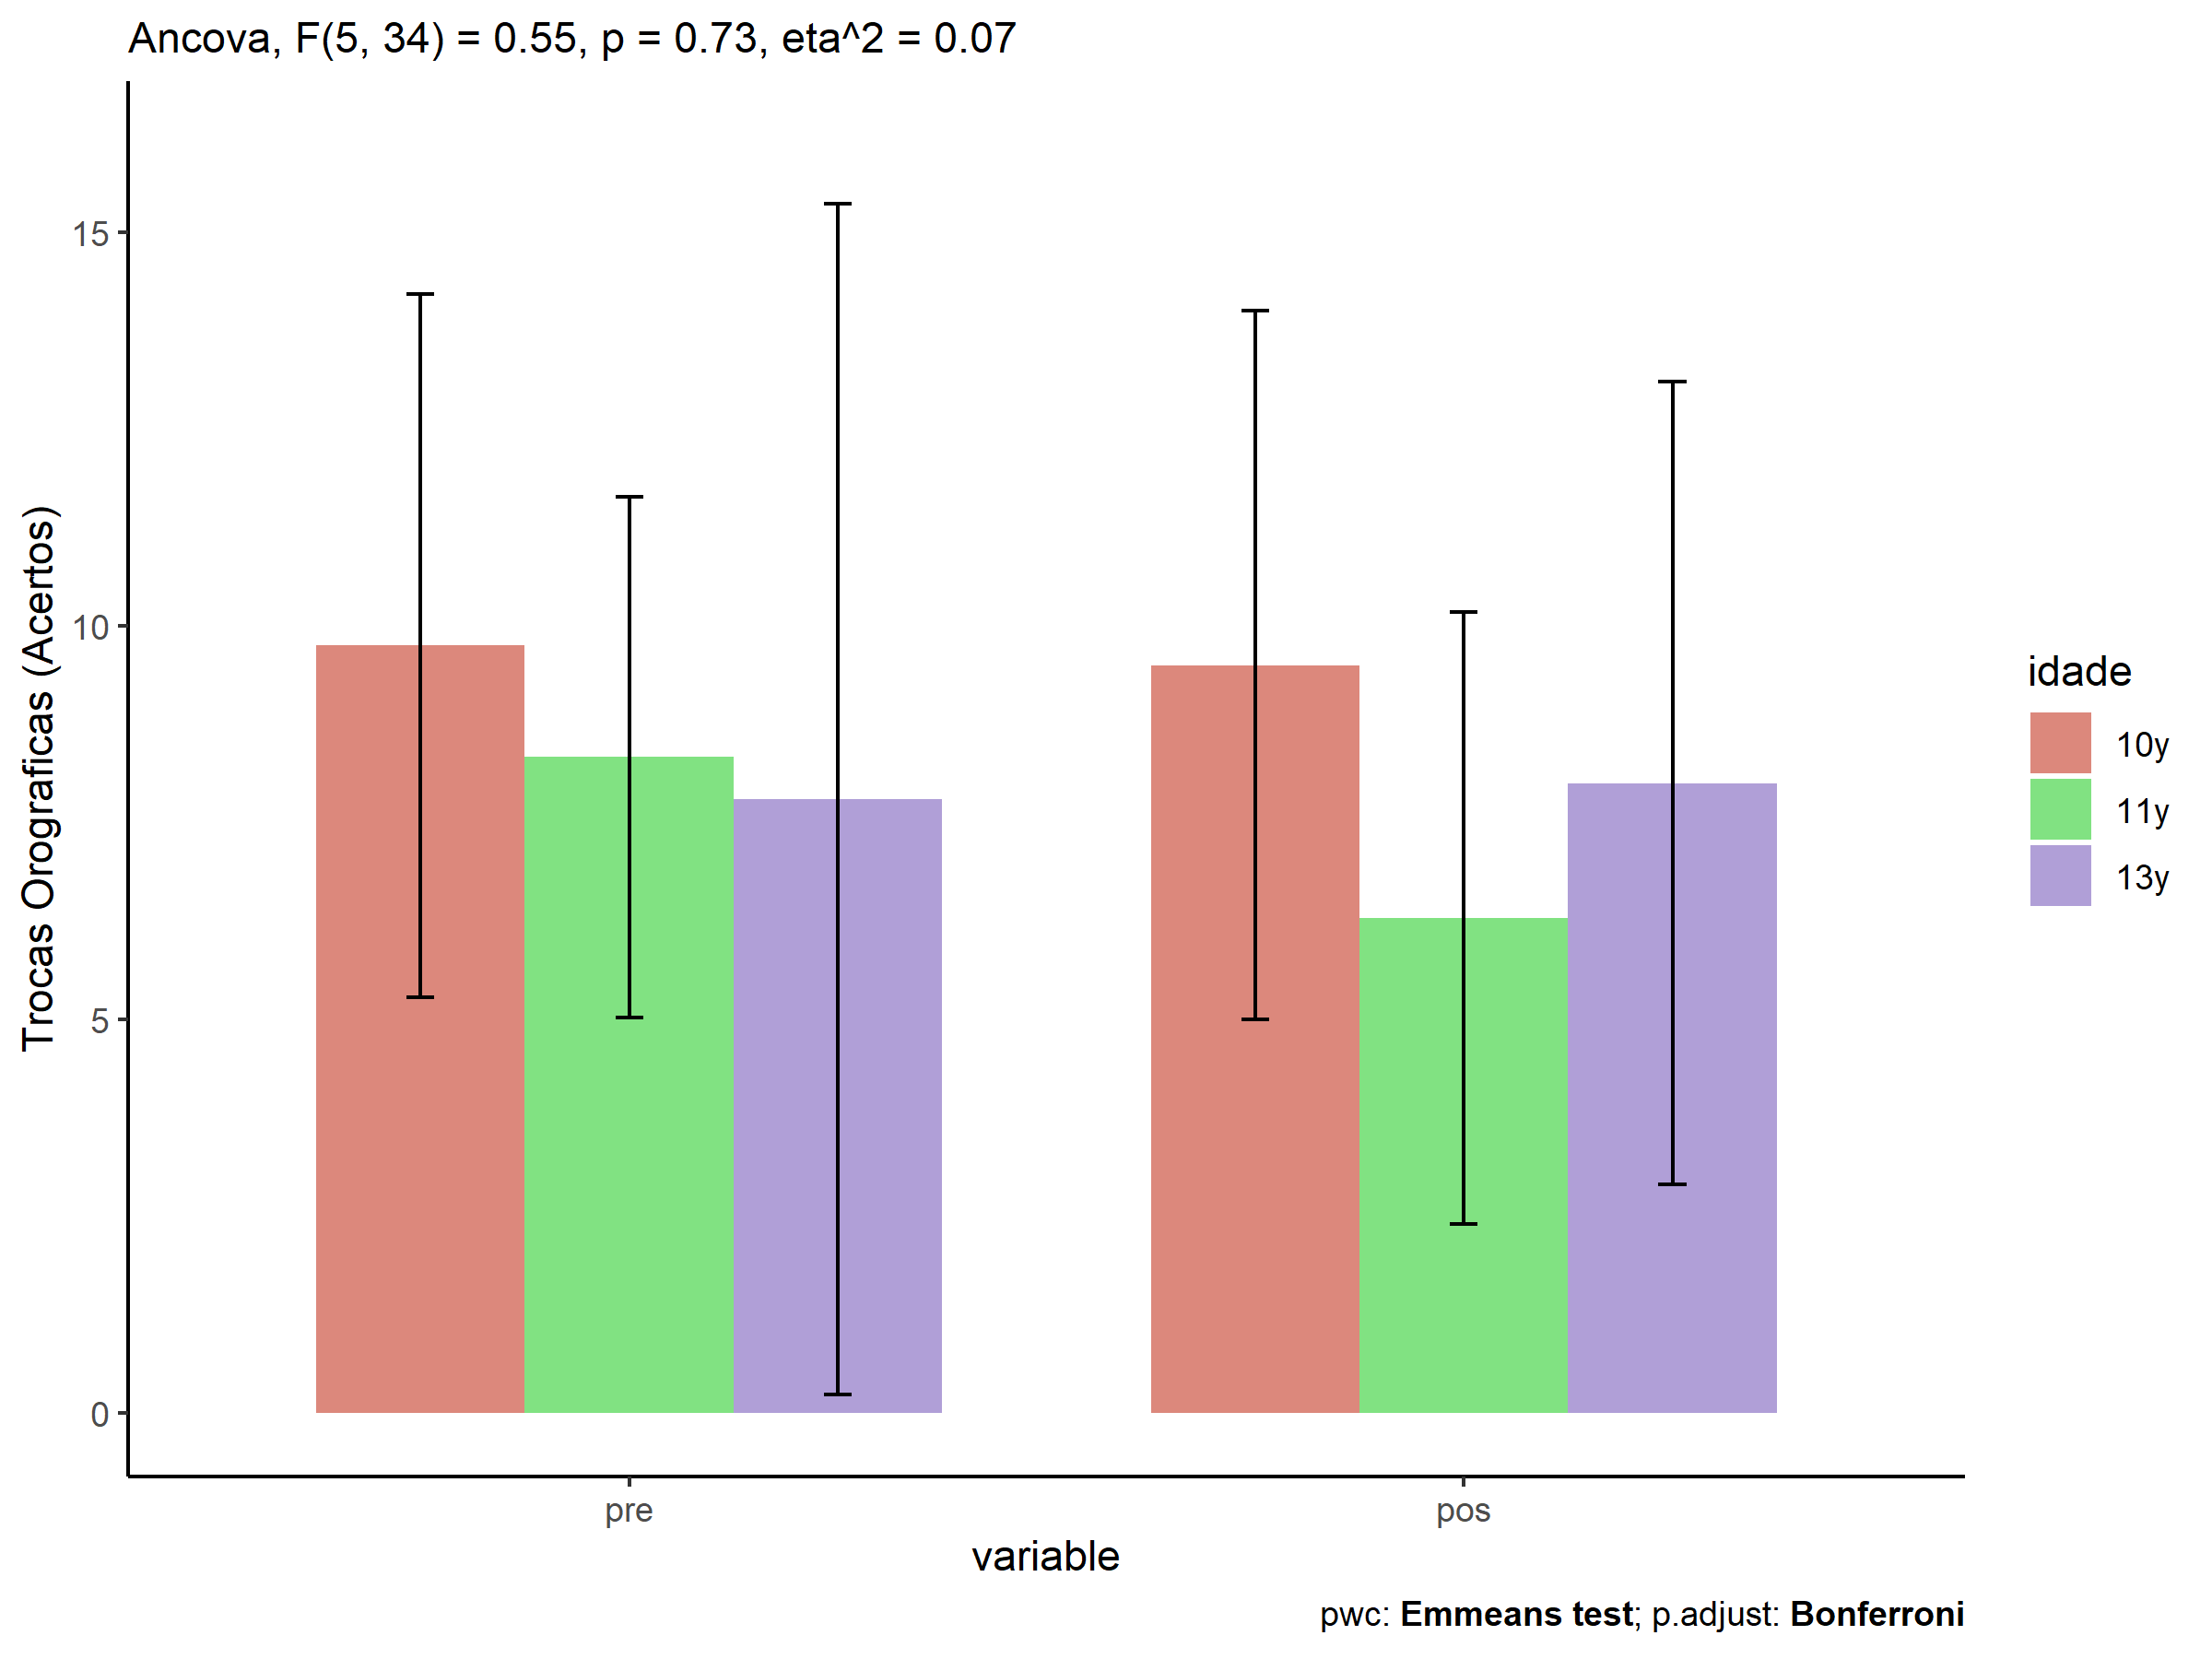 Ancova, F(5, 34) = 0.55, p = 0.73, eta^2 = 0.07
Trocas Orograficas (Acertos)
15
10
5
0
pre
pos
variable
idade
10y
11y
13y
pwc: Emmeans test; p.adjust: Bonferroni